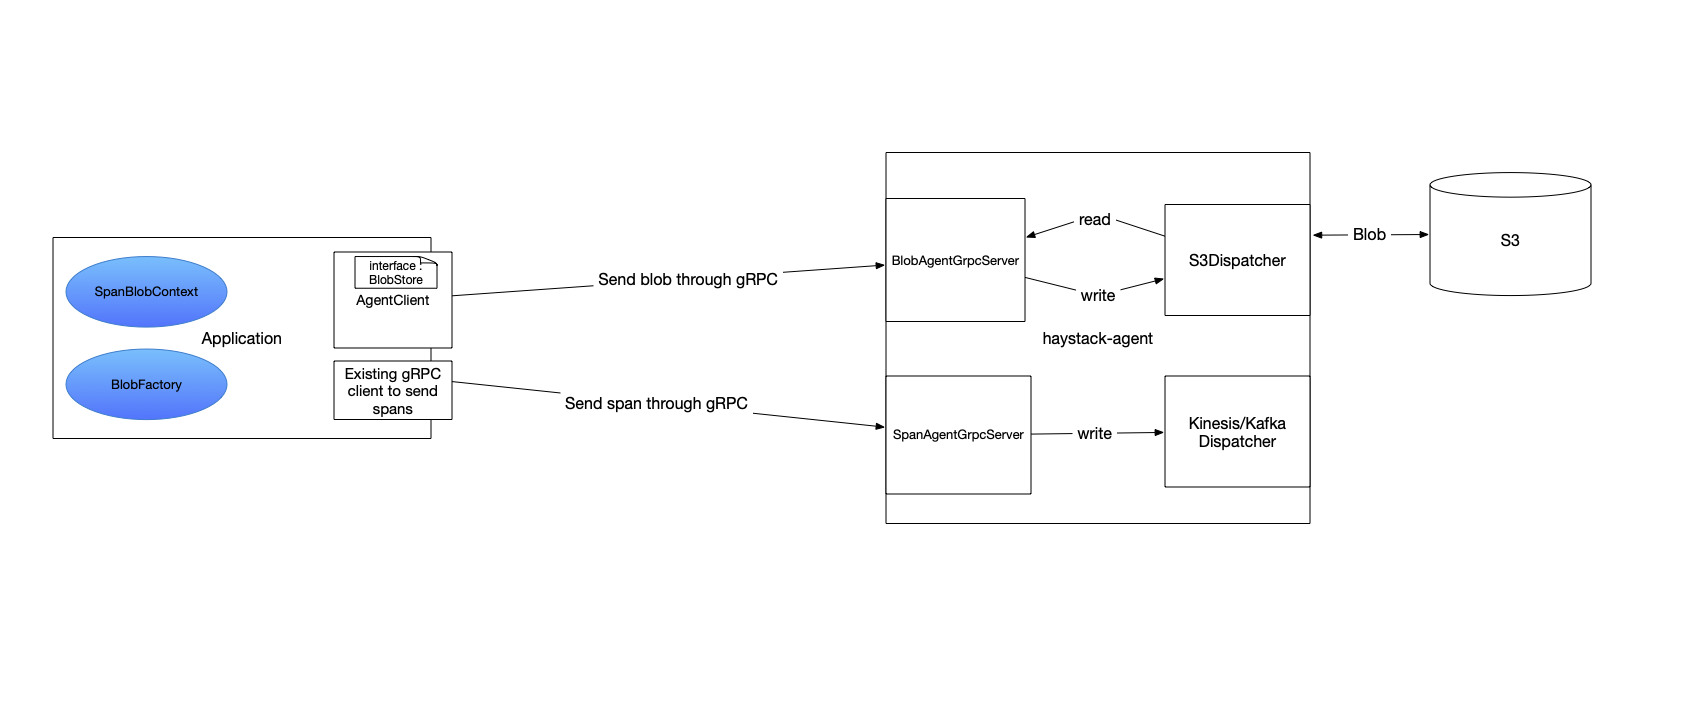 SpanBlobContext
Application
BlobFactory
interface :
BlobStore
AgentClient
Existing gRPC
client to send
spans
Send blob through gRPC
Send span through gRPC
BlobAgentGrpcServer
read
write
S3Dispatcher
haystack-agent
SpanAgentGrpcServer
write
Kinesis/Kafka
Dispatcher
Blob
S3